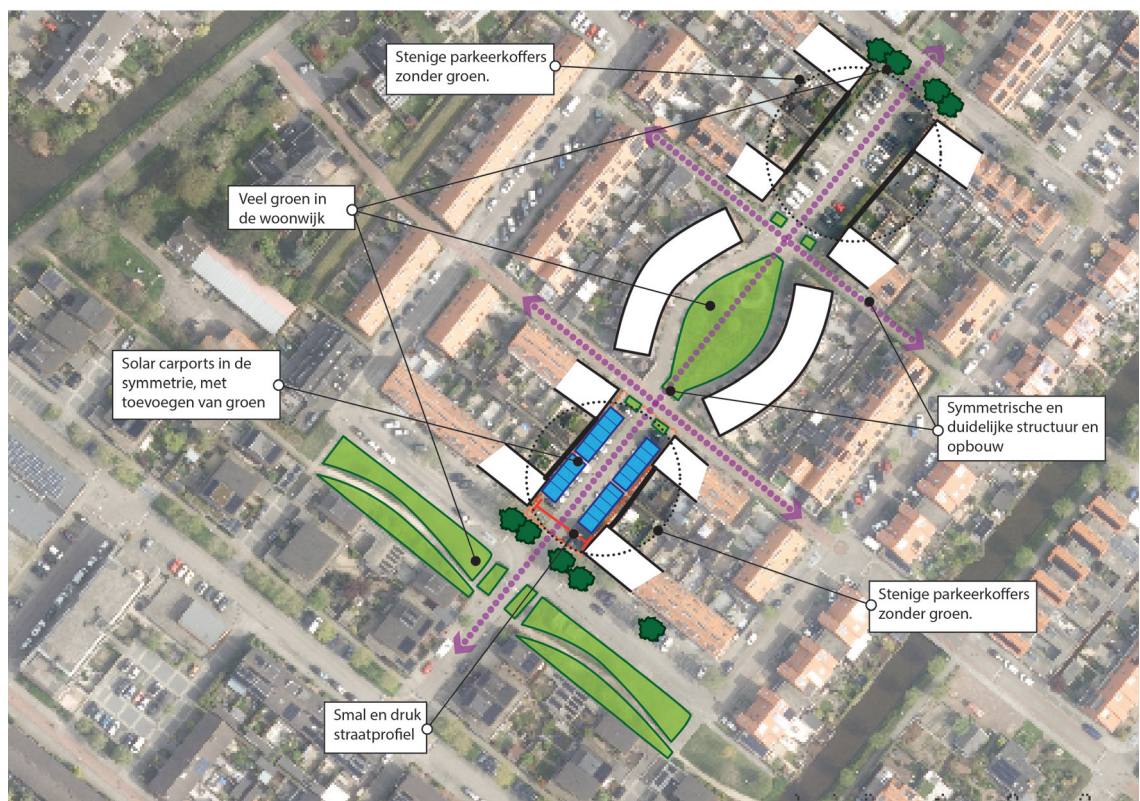 Stenige parkeerkoffers
zonder groen.
Veel groen in
de woonwijk
Solar carports in de
symmetrie, met
toevoegen van groen
Symmetrische en
duidelijke structuur en
opbouw
Stenige parkeerkoffers
zonder groen.
Smal en druk
straatprofiel